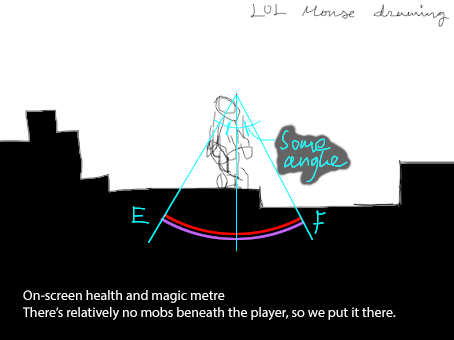 LOL Mouse drawing
Some
angle
E
F
On-screen health and magic metre
There's relatively no mobs beneath the player, so we put it there.